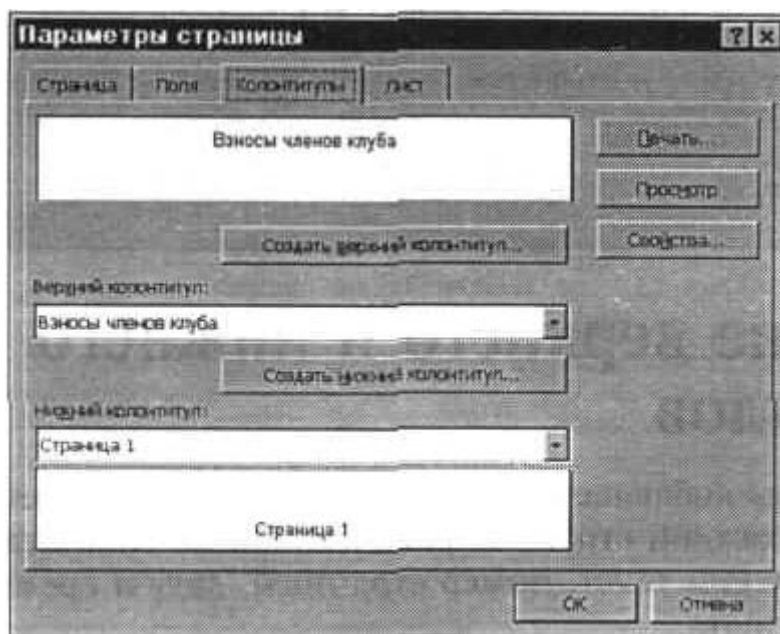 Параметры страницы
Страница Поля Колонтитулы Лист
Взносы членов клуба
Печать...
Просмотр
Создать верхний колонтитул...
Свойства...
Верхний колонтитул:
Взносы членов клуба
Создать нижний колонтитул...
Нижний колонтитул:
Страница 1
Страница 1
ОК Отмена